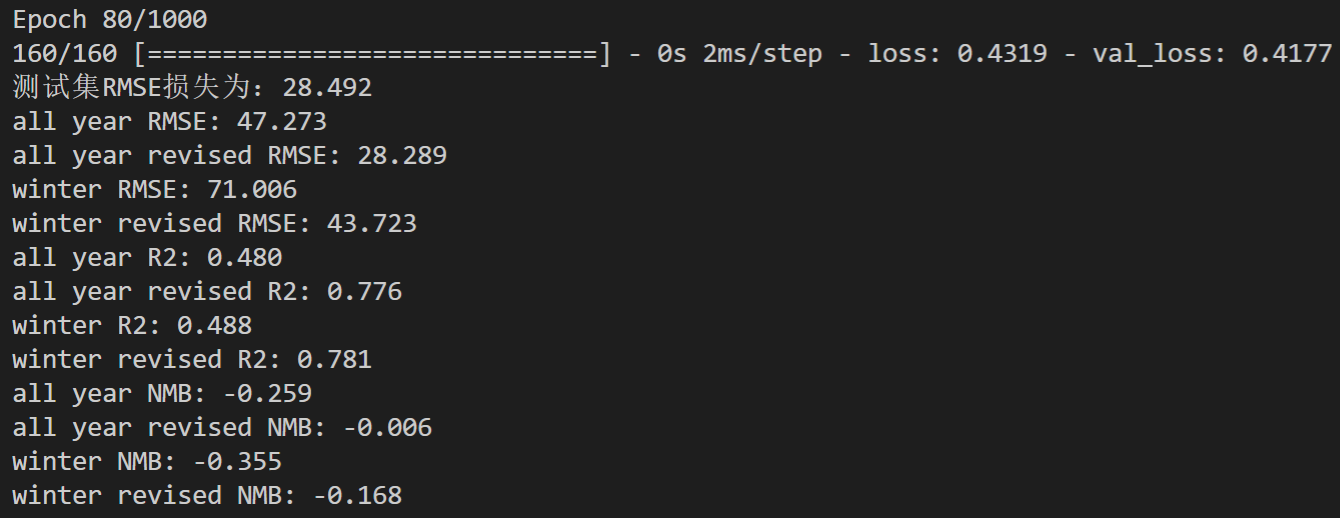 Epoch 80/1000
160/160 [==============================] - 0s 2ms/step - loss: 0.4319 - val_loss: 0.4177
测试集RMSE损失为：28.492
all year RMSE: 47.273
all year revised RMSE: 28.289
winter RMSE: 71.006
winter revised RMSE: 43.723
all year R2: 0.480
all year revised R2: 0.776
winter R2: 0.488
winter revised R2: 0.781
all year NMB: -0.259
all year revised NMB: -0.006
winter NMB: -0.355
winter revised NMB: -0.168